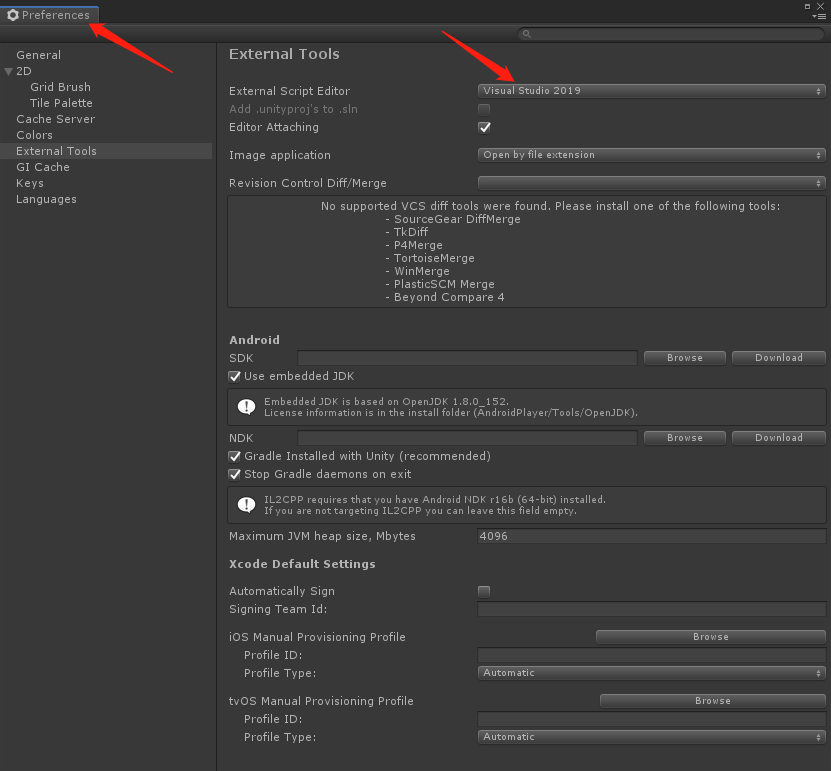 Preferences
General
2D
Grid Brush
Tile Palette
Cache Server
Colors
External Tools
GI Cache
Keys
Languages
External Tools
External Script Editor
Visual Studio 2019
Add .unityproj's to .sln
Editor Attaching
Image application
Open by file extension
Revision Control Diff/Merge
No supported VCS diff tools were found. Please install one of the following tools:
- SourceGear DiffMerge
- TkDiff
- P4Merge
- TortoiseMerge
- WinMerge
- PlasticSCM Merge
- Beyond Compare 4
Android
SDK
Browse
Download
Use embedded JDK
Embedded JDK is based on OpenJDK 1.8.0_152.
License information is in the install folder (AndroidPlayer/Tools/OpenJDK).
NDK
Browse
Download
Gradle Installed with Unity (recommended)
Stop Gradle daemons on exit
IL2CPP requires that you have Android NDK r16b (64-bit) installed.
If you are not targeting IL2CPP you can leave this field empty.
Maximum JVM heap size, Mbytes
4096
Xcode Default Settings
Automatically Sign
Signing Team Id:
iOS Manual Provisioning Profile
Browse
Profile ID:
Profile Type:
Automatic
tvOS Manual Provisioning Profile
Browse
Profile ID:
Profile Type:
Automatic